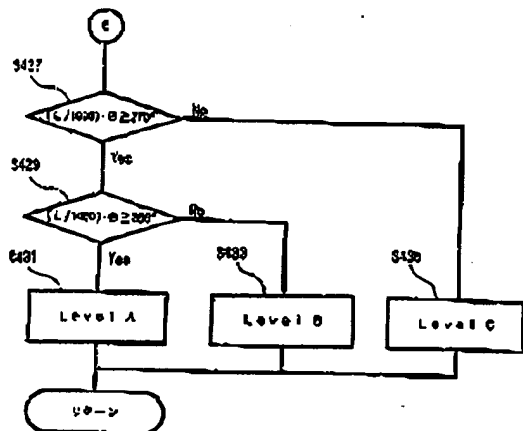 C
S427
(L/1000)·θ≧270°
No
Yes
S429
(L/1000)·θ≧360°
No
Yes
S431
S433
S435
Level A
Level B
Level C
リターン